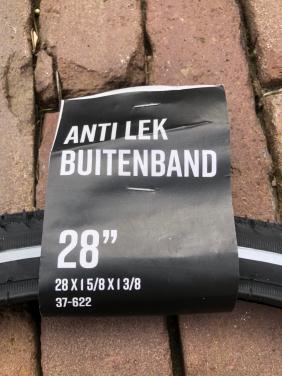 ANTI LEK
BUITENBAND
28”
28 X 1 5/8 X 1 3/8
37-622